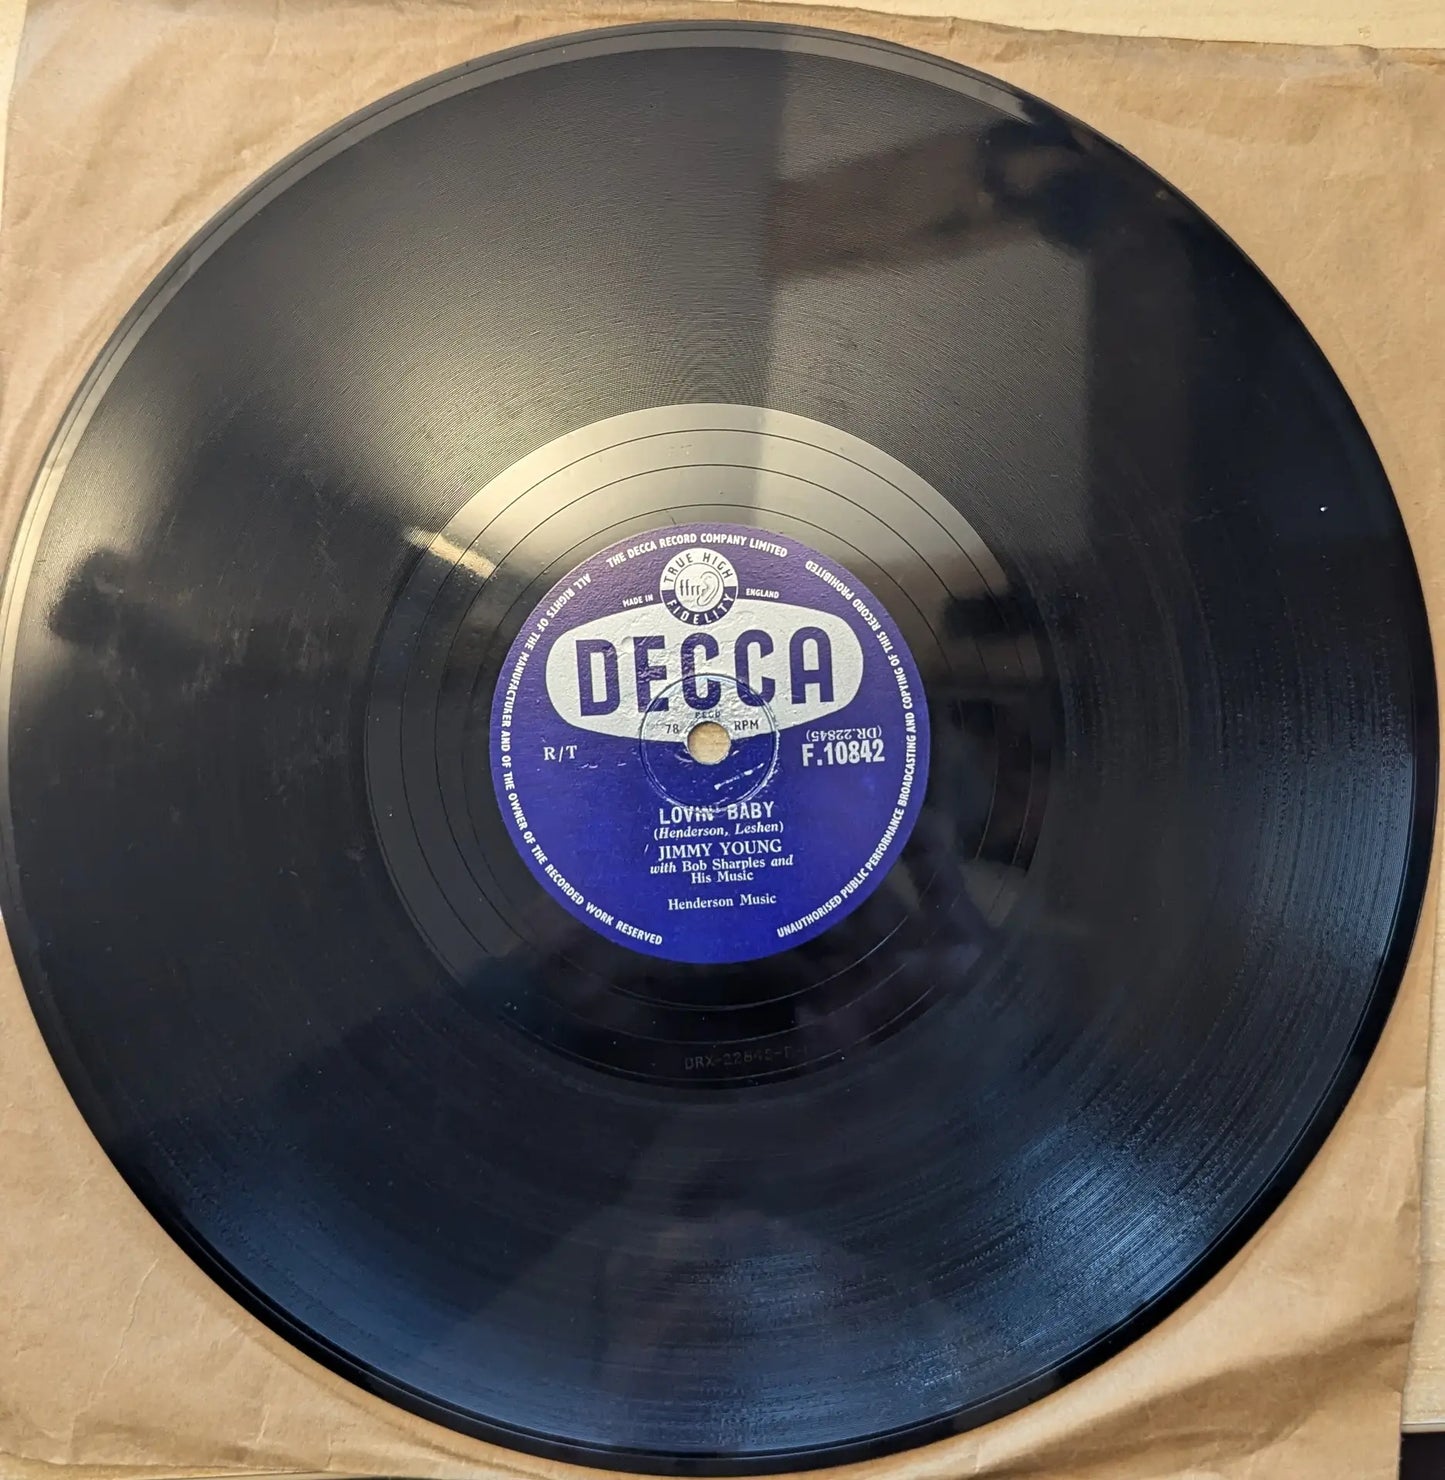 THE DECCA RECORD COMPANY LIMITED
ALL RIGHTS OF THE MANUFACTURER AND OF THE OWNER OF THE RECORDED WORK RESERVED
UNAUTHORISED PUBLIC PERFORMANCE BROADCASTING AND COPYING OF THIS RECORD PROHIBITED
TRUE HIGH
ffrr
FIDELITY
MADE IN ENGLAND
DECCA
78 RPM
(DR.22845)
R/T F.10842
LOVIN' BABY
(Henderson, Leshen)
JIMMY YOUNG
with Bob Sharples and
His Music
Henderson Music